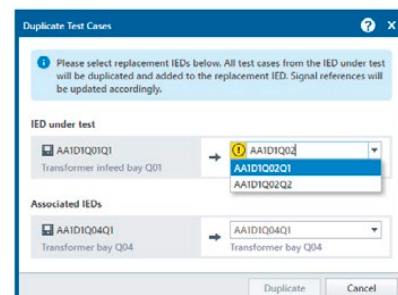 Duplicate Test Cases
Please select replacement IEDs below. All test cases from the IED under test
will be duplicated and added to the replacement IED. Signal references will
be updated accordingly.
IED under test
AA1D1Q01Q1
AA1D1Q02
Transformer infeed bay Q01
AA1D1Q02Q1
AA1D1Q02Q2
Associated IEDs
AA1D1Q04Q1
AA1D1Q04Q1
Transformer bay Q04
Transformer bay Q04
Duplicate
Cancel